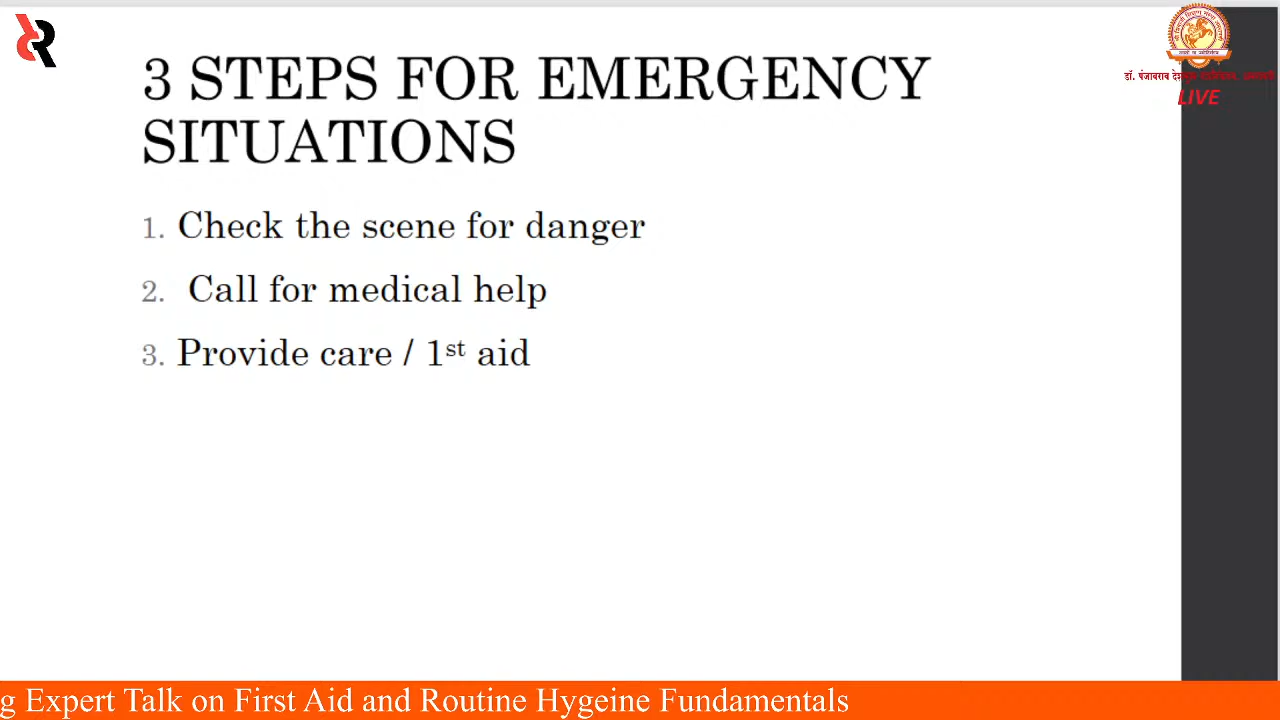 3 STEPS FOR EMERGENCY
SITUATIONS
1. Check the scene for danger
2. Call for medical help
3. Provide care / 1st aid
डॉ. पंजाबराव
LIVE
g Expert Talk on First Aid and Routine Hygeine Fundamentals